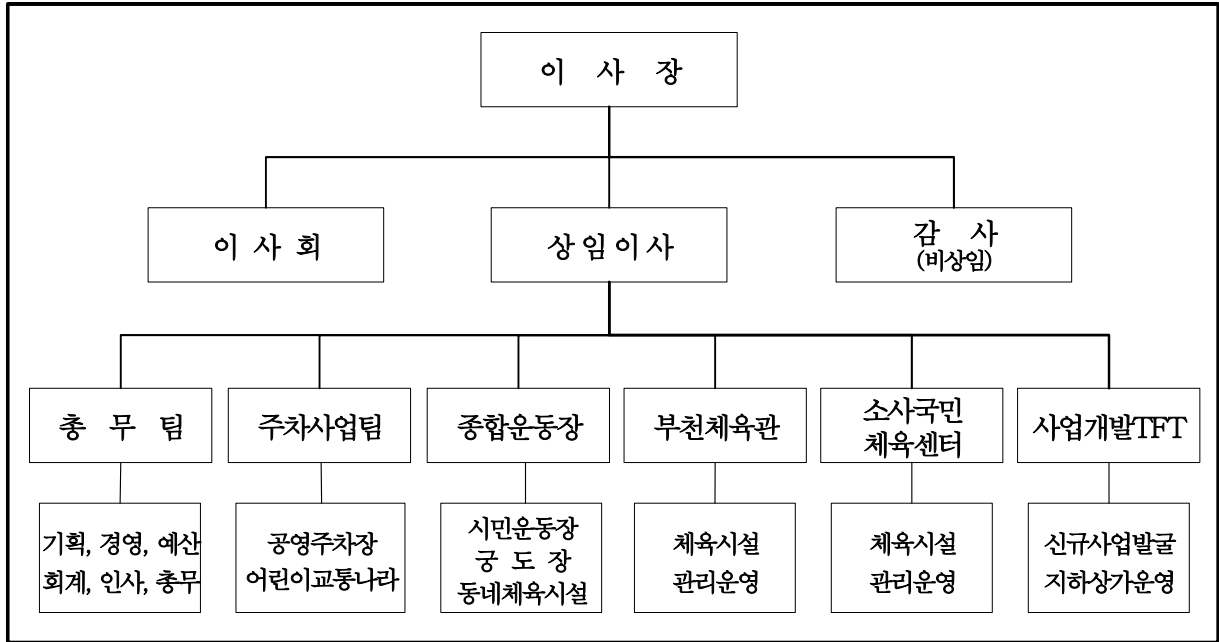 이 사 장
이 사 회
상 임 이 사
감 사
(비상임)
총 무 팀
주차사업팀
종합운동장
부천체육관
소사국민
체육센터
사업개발TFT
기획, 경영, 예산
회계, 인사, 총무
공영주차장
어린이교통나라
시민운동장
궁 도 장
동네체육시설
체육시설
관리운영
체육시설
관리운영
신규사업발굴
지하상가운영